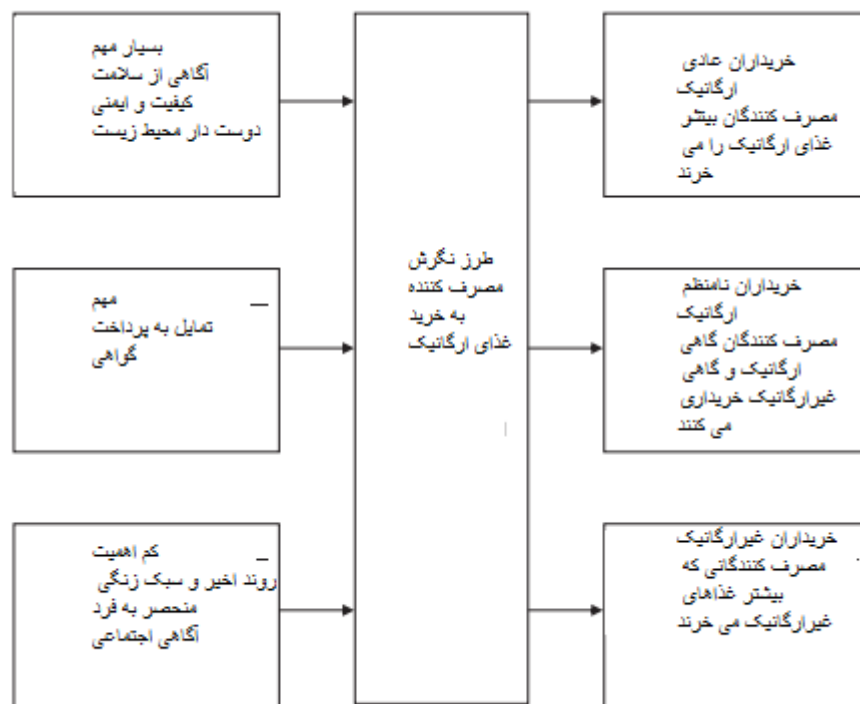 بسیار مهم
آگاهی از سلامت
کیفیت و ایمنی
دوست دار محیط زیست
مهم
تمایل به پرداخت
گواهی
کم اهمیت
روند اخیر و سبک زنگی
منحصر به فرد
آگاهی اجتماعی
طرز نگرش
مصرف کننده
به خرید
غذای ارگانیک
خریداران عادی
ارگانیک
مصرف کنندگان بیشتر
غذای ارگانیک را می
خرند
خریداران نامنظم
ارگانیک
مصرف کنندگان گاهی
ارگانیک و گاهی
غیرارگانیک خریداری
می کنند
خریداران غیرارگانیک
مصرف کنندگانی که
بیشتر غذاهای
غیرارگانیک می خرند